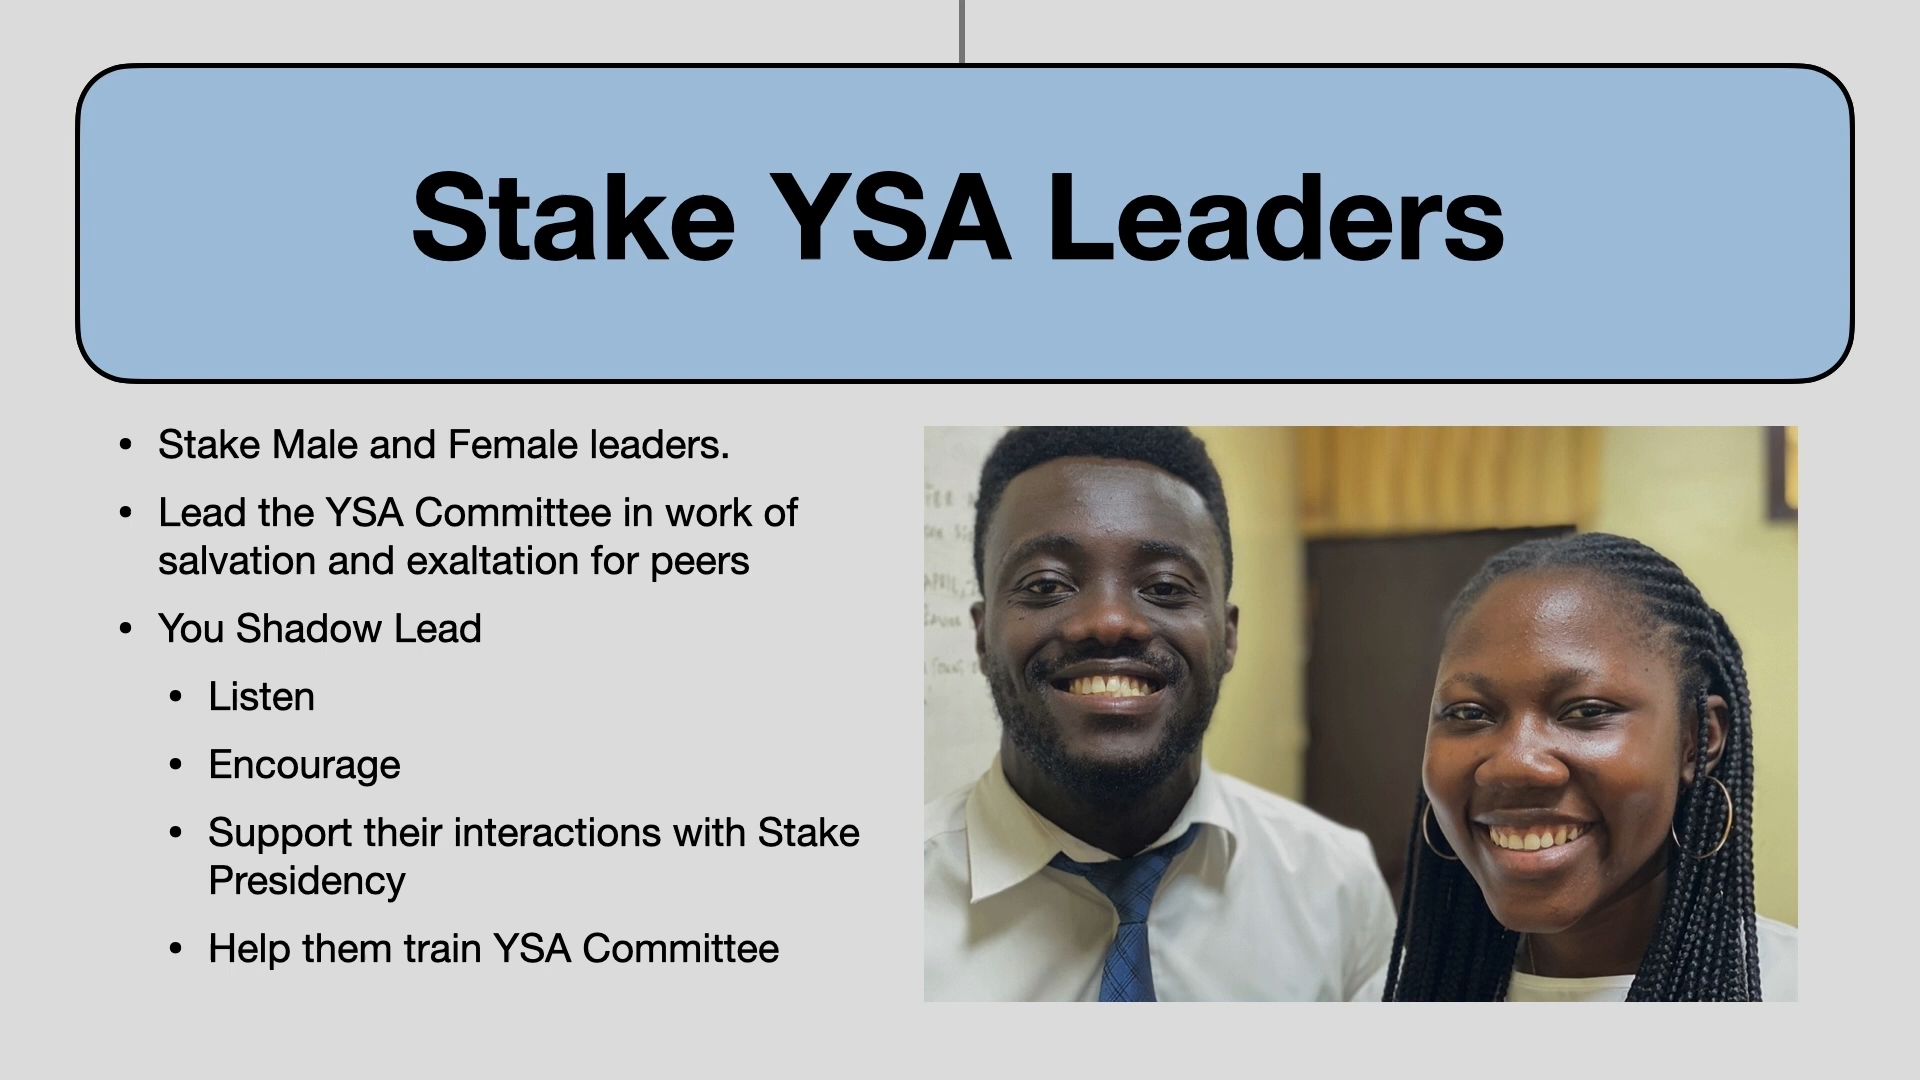 Stake YSA Leaders
• Stake Male and Female leaders.
• Lead the YSA Committee in work of
salvation and exaltation for peers
• You Shadow Lead
• Listen
• Encourage
• Support their interactions with Stake
Presidency
• Help them train YSA Committee
APRIL,